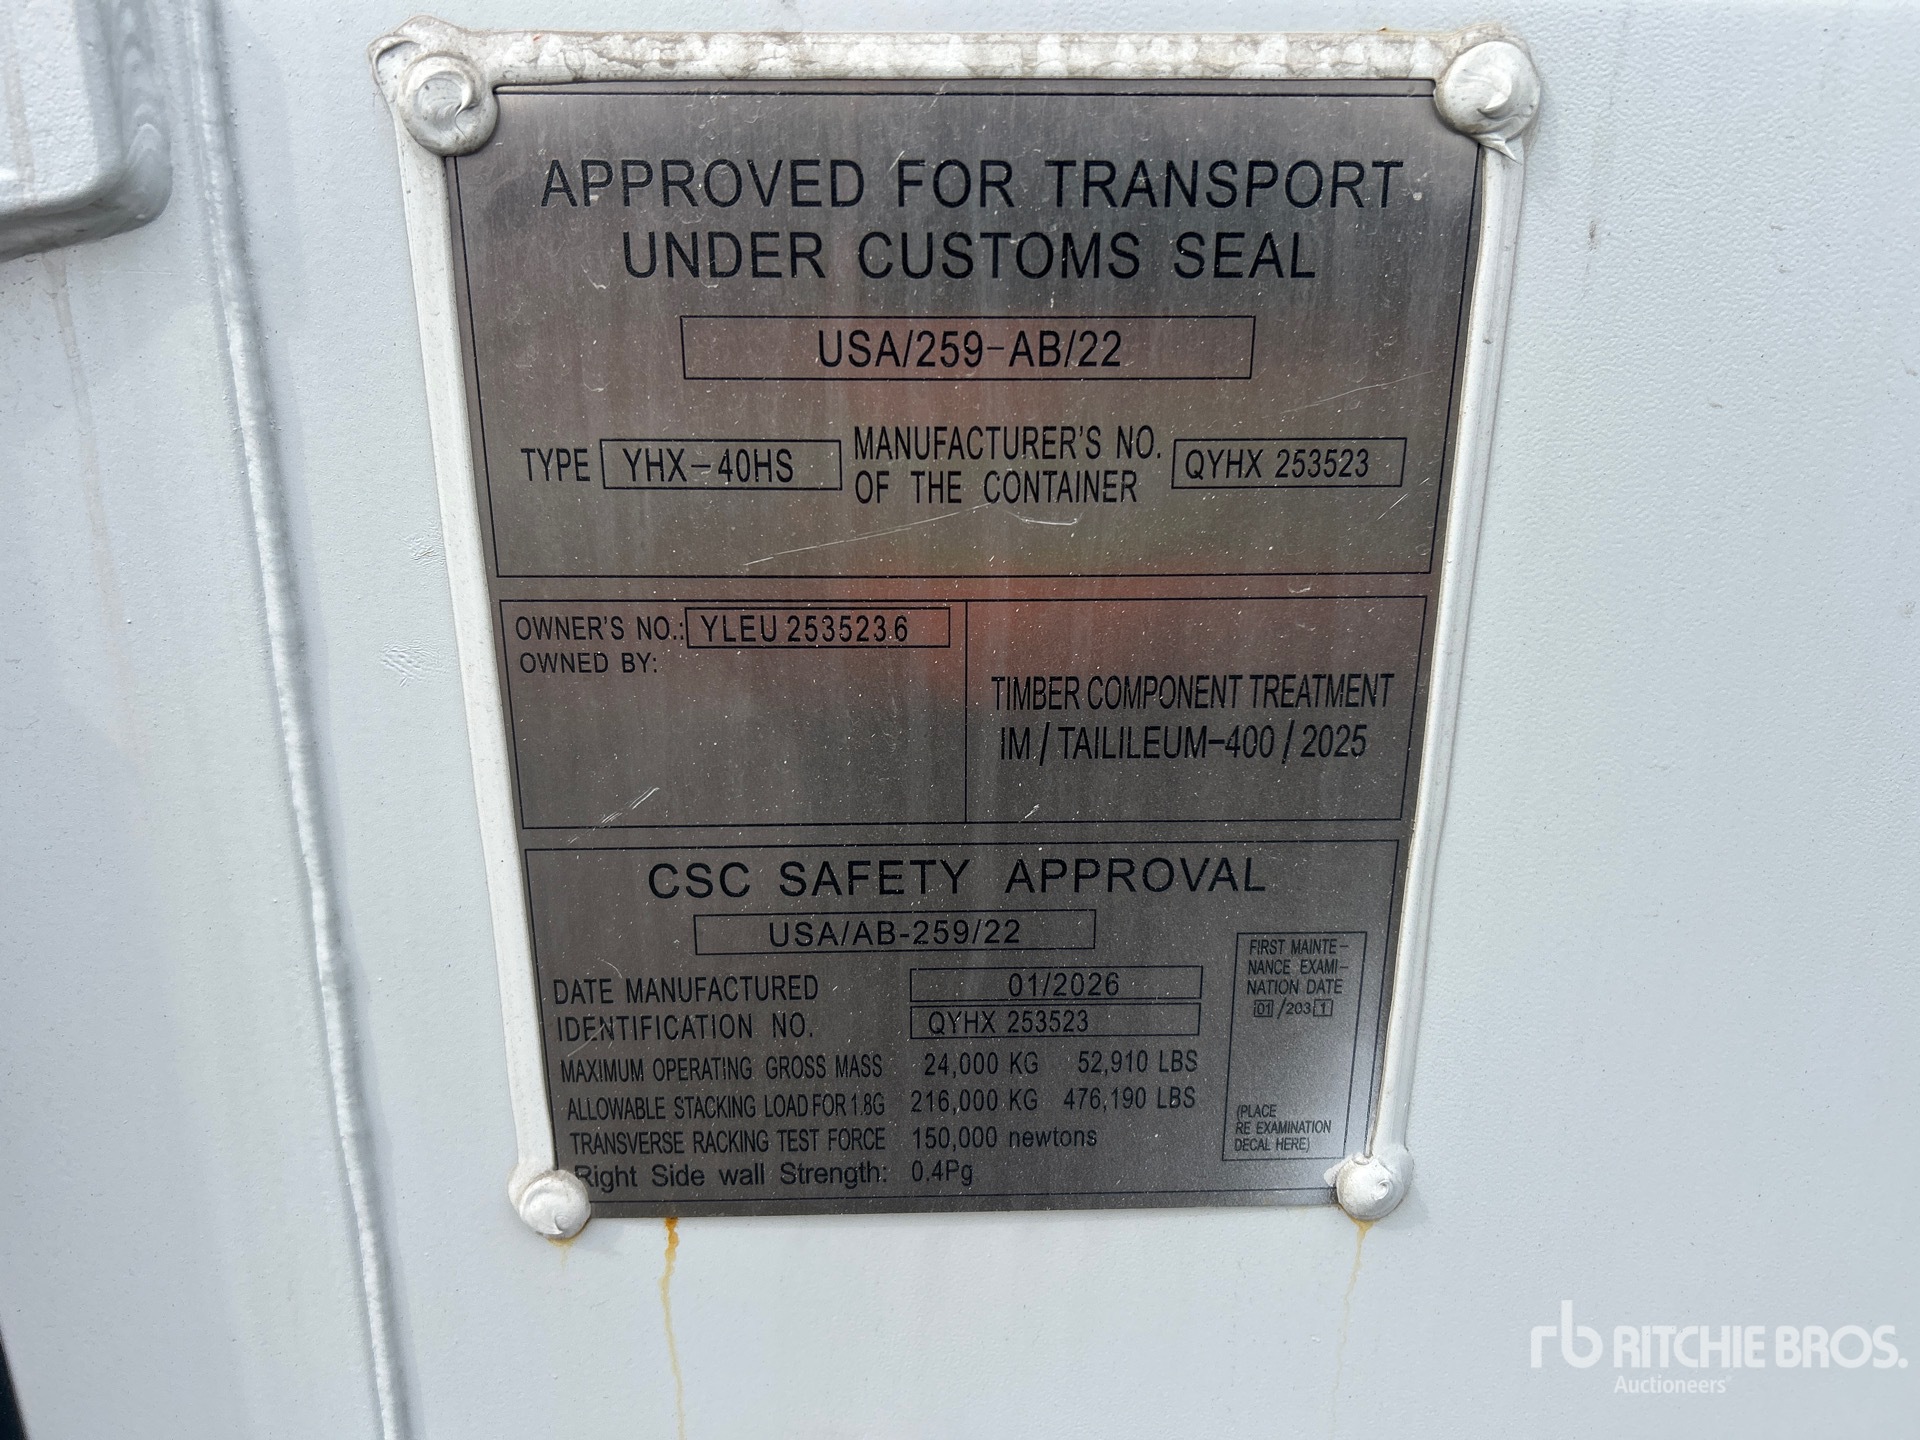 APPROVED FOR TRANSPORT
UNDER CUSTOMS SEAL
USA/259-AB/22
TYPE YHX-40HS MANUFACTURER'S NO.
OF THE CONTAINER QYHX 253523
OWNER'S NO.: YLEU 253523 6
OWNED BY:
TIMBER COMPONENT TREATMENT
IM / TAILILEUM-400 / 2025
CSC SAFETY APPROVAL
USA/AB-259/22
DATE MANUFACTURED 01/2026
IDENTIFICATION NO. QYHX 253523
MAXIMUM OPERATING GROSS MASS 24,000 KG 52,910 LBS
ALLOWABLE STACKING LOAD FOR 1.8G 216,000 KG 476,190 LBS
TRANSVERSE RACKING TEST FORCE 150,000 newtons
Right Side wall Strength: 0.4Pg
FIRST MAINTE-
NANCE EXAMI-
NATION DATE
01/2031
(PLACE
RE EXAMINATION
DECAL HERE)
rb RITCHIE BROS.
Auctioneers